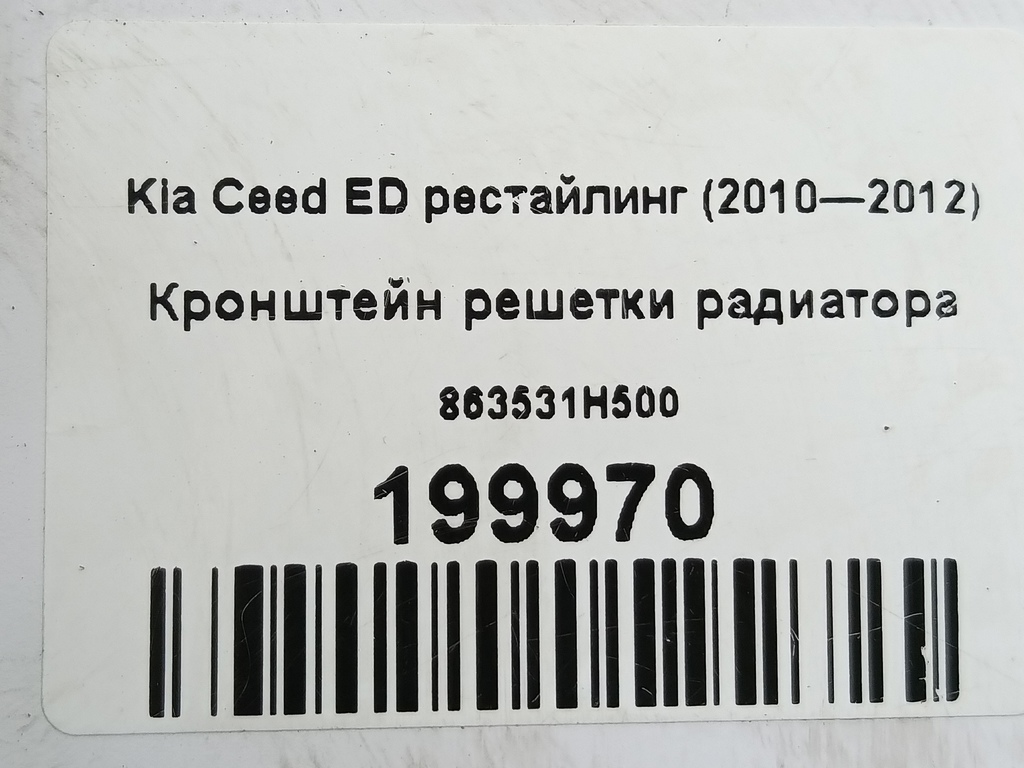 Kia Ceed ED рестайлинг (2010—2012)
Кронштейн решетки радиатора
863531H500
199970